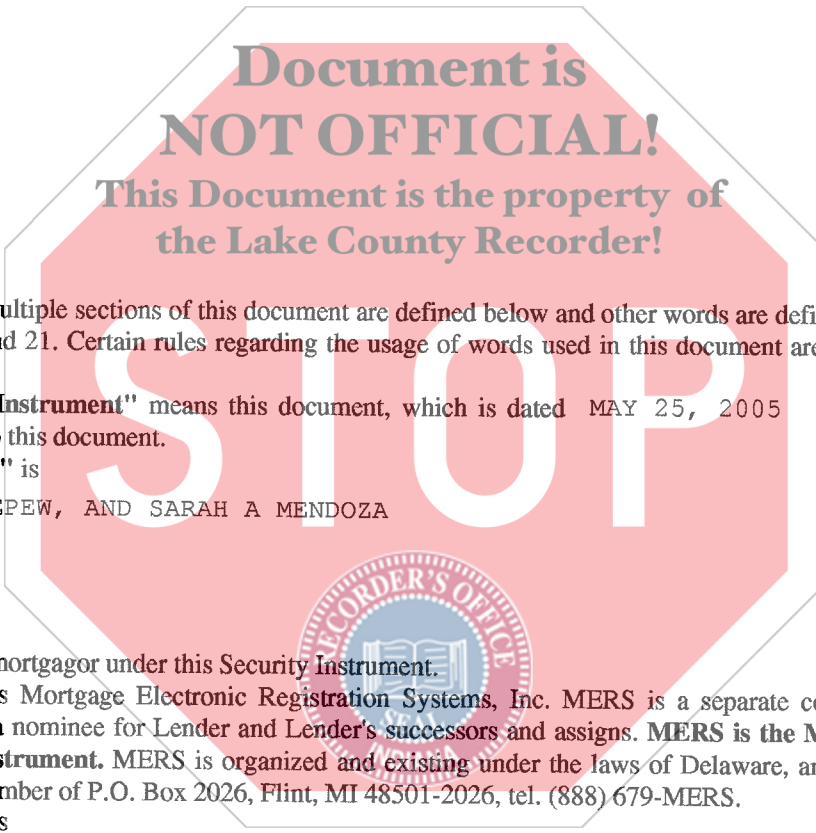 Document is
NOT OFFICIAL!
This Document is the property of
the Lake County Recorder!
ultiple sections of this document are defined below and other words are defi
d 21. Certain rules regarding the usage of words used in this document are
Instrument" means this document, which is dated MAY 25, 2005
this document.
" is
EPEW, AND SARAH A MENDOZA
STOP
RECORDER'S OFFICE
SEAL
INDIANA
mortgagor under this Security Instrument.
s Mortgage Electronic Registration Systems, Inc. MERS is a separate co
a nominee for Lender and Lender's successors and assigns. MERS is the M
strument. MERS is organized and existing under the laws of Delaware, an
mber of P.O. Box 2026, Flint, MI 48501-2026, tel. (888) 679-MERS.
s